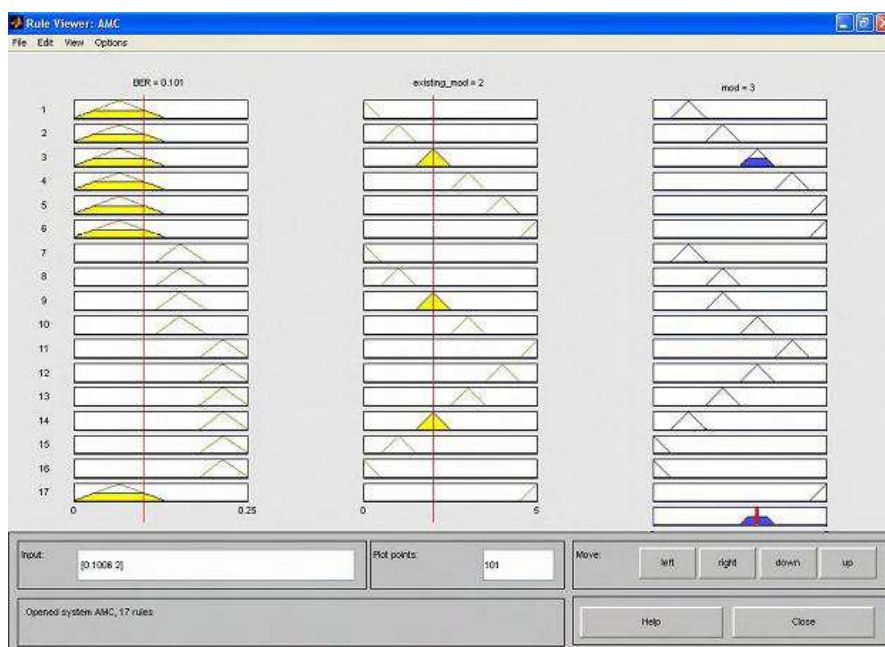 Rule Viewer: AMC
File Edit View Options
BER = 0.101
existing_mod = 2
mod = 3
1
2
3
4
5
6
7
8
9
10
11
12
13
14
15
16
17
0 0.25
0 5
Input:
[0.1006 2]
Plot points:
101
Move:
left right down up
Opened system AMC, 17 rules
Help Close